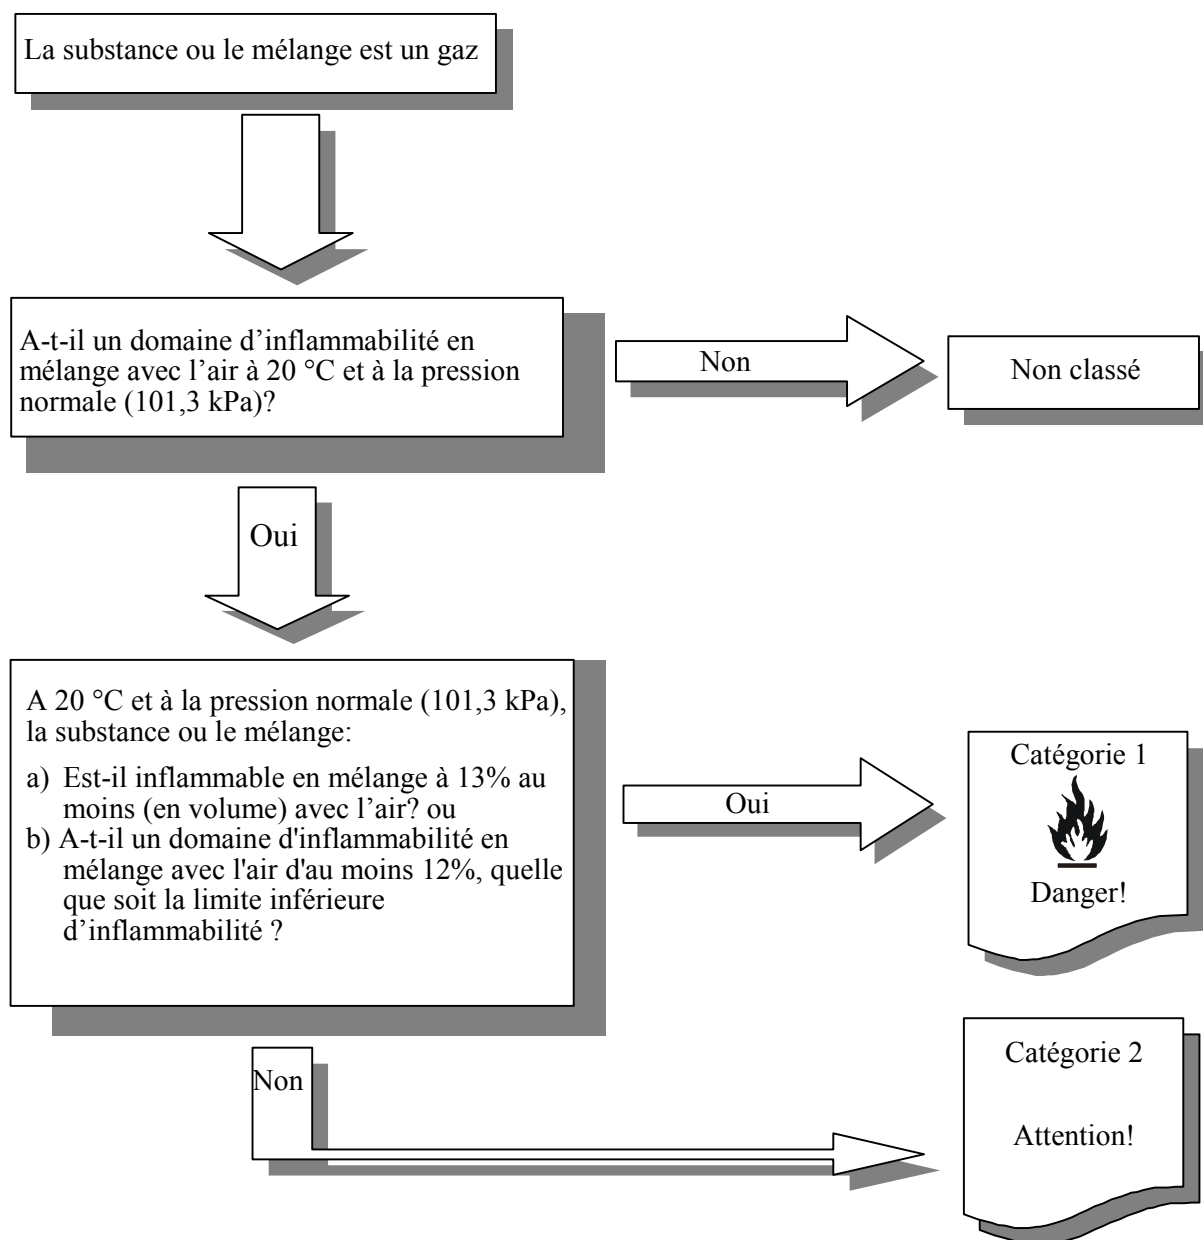 La substance ou le mélange est un gaz
A-t-il un domaine d’inflammabilité en
mélange avec l’air à 20 °C et à la pression
normale (101,3 kPa)?
Non
Non classé
Oui
A 20 °C et à la pression normale (101,3 kPa),
la substance ou le mélange:
a) Est-il inflammable en mélange à 13% au
moins (en volume) avec l’air? ou
b) A-t-il un domaine d'inflammabilité en
mélange avec l'air d'au moins 12%, quelle
que soit la limite inférieure
d’inflammabilité ?
Oui
Catégorie 1
Danger!
Non
Catégorie 2
Attention!